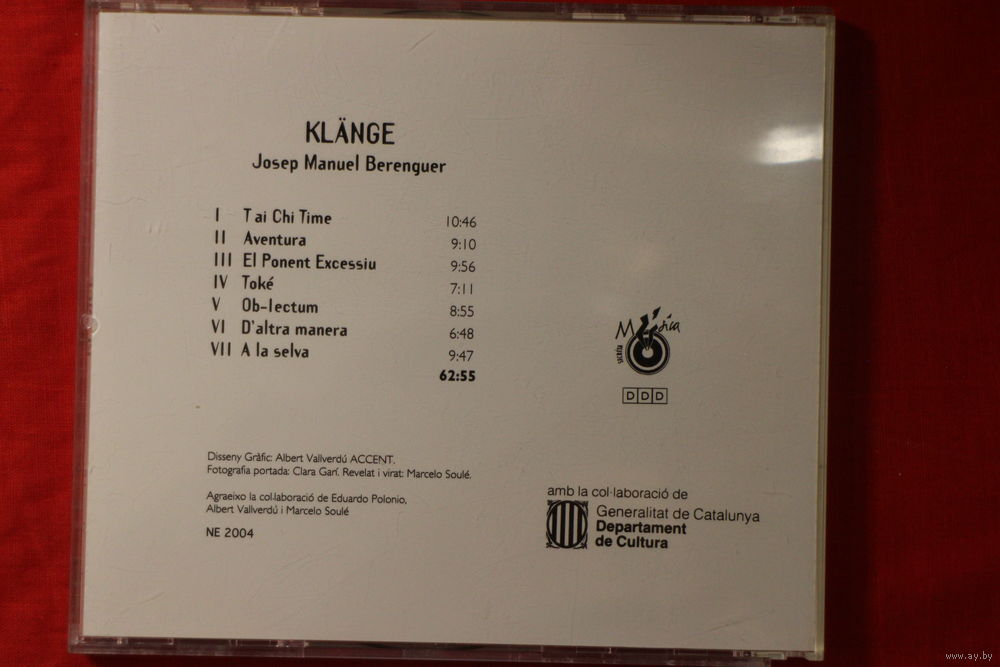 KLÄNGE
Josep Manuel Berenguer
I T ai Chi Time 10:46
II Aventura 9:10
III El Ponent Excessiu 9:56
IV Toké 7:11
V Ob-lectum 8:55
VI D'altra manera 6:48
VII A la selva 9:47
62:55
Música
secreta
DDD
Disseny Gràfic: Albert Vallverdú ACCENT.
Fotografia portada: Clara Garí. Revelat i virat: Marcelo Soulé.
Agraeixo la col·laboració de Eduardo Polonio,
Albert Vallverdú i Marcelo Soulé
NE 2004
amb la col·laboració de
Generalitat de Catalunya
Departament
de Cultura
www.ay.by